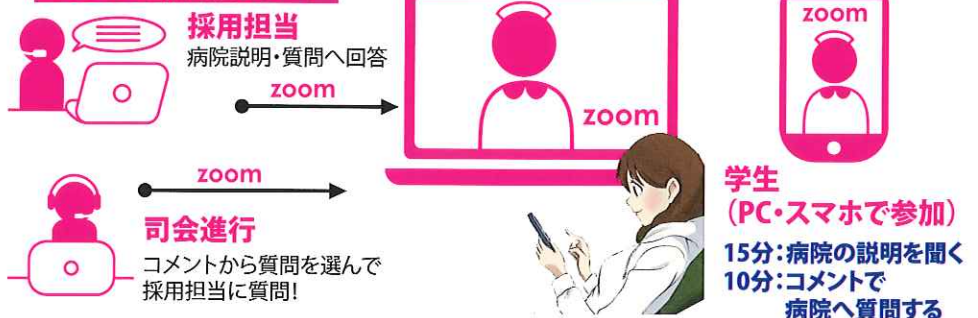 採用担当
病院説明・質問へ回答
zoom
zoom
zoom
zoom
司会進行
コメントから質問を選んで
採用担当に質問!
学生
(PC・スマホで参加)
15分:病院の説明を聞く
10分:コメントで
病院へ質問する